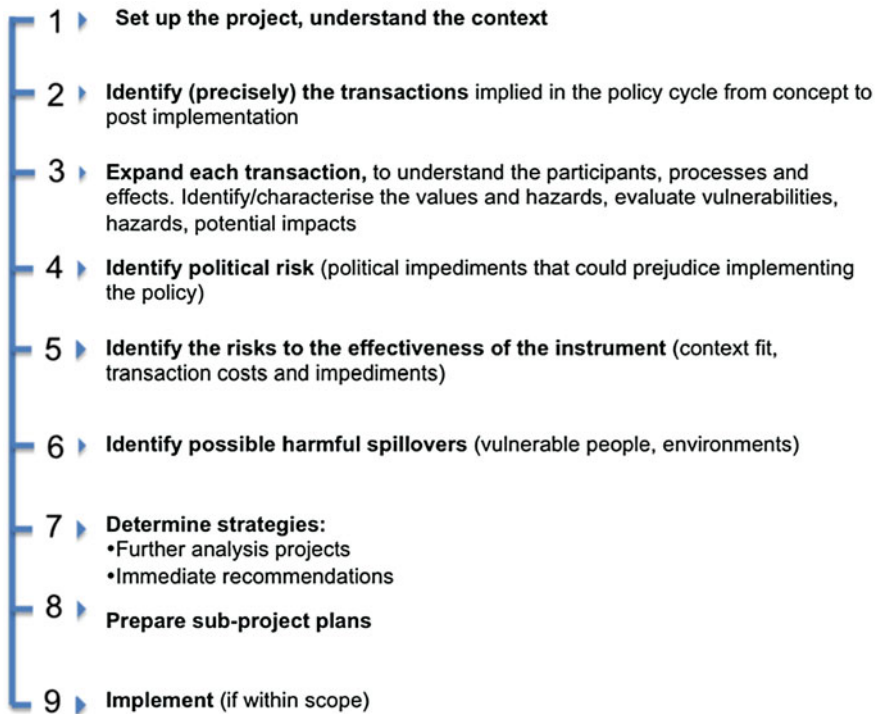 1 Set up the project, understand the context
2 Identify (precisely) the transactions implied in the policy cycle from concept to
post implementation
3 Expand each transaction, to understand the participants, processes and
effects. Identify/characterise the values and hazards, evaluate vulnerabilities,
hazards, potential impacts
4 Identify political risk (political impediments that could prejudice implementing
the policy)
5 Identify the risks to the effectiveness of the instrument (context fit,
transaction costs and impediments)
6 Identify possible harmful spillovers (vulnerable people, environments)
7 Determine strategies:
•Further analysis projects
•Immediate recommendations
8 Prepare sub-project plans
9 Implement (if within scope)